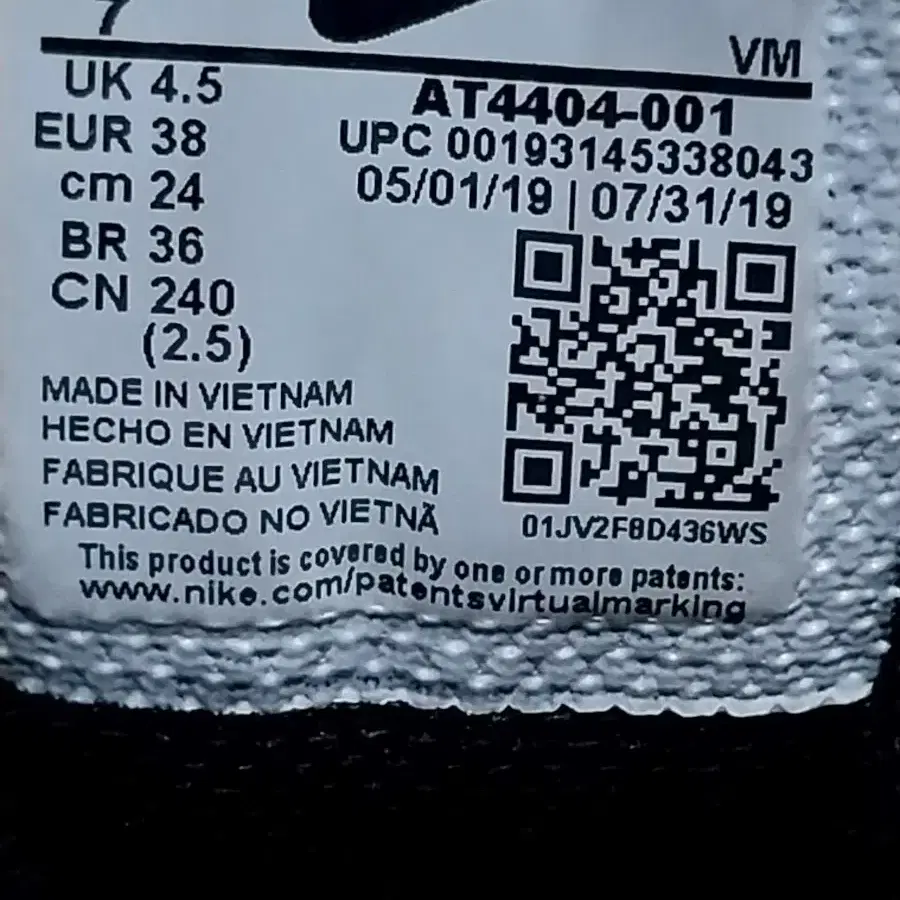 7
VM
UK 4.5
EUR 38
cm 24
BR 36
CN 240
(2.5)
AT4404-001
UPC 00193145338043
05/01/19 | 07/31/19
01JV2F8D436WS
MADE IN VIETNAM
HECHO EN VIETNAM
FABRIQUE AU VIETNAM
FABRICADO NO VIETNÃ
This product is covered by one or more patents:
www.nike.com/patentsvirtualmarking